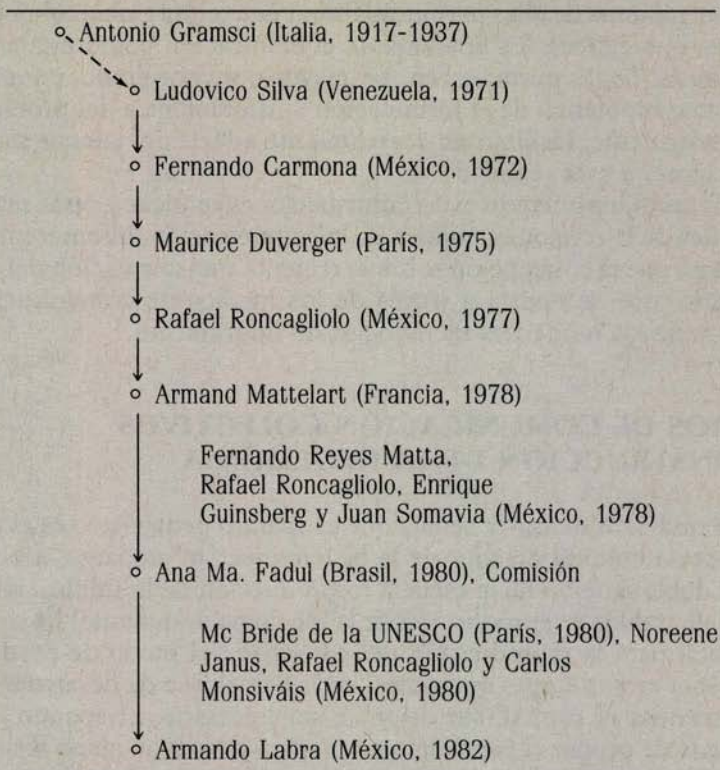 Antonio Gramsci (Italia, 1917-1937)
Ludovico Silva (Venezuela, 1971)
Fernando Carmona (México, 1972)
Maurice Duverger (París, 1975)
Rafael Roncagliolo (México, 1977)
Armand Mattelart (Francia, 1978)
Fernando Reyes Matta,
Rafael Roncagliolo, Enrique
Guinsberg y Juan Somavia (México, 1978)
Ana Ma. Fadul (Brasil, 1980), Comisión
Mc Bride de la UNESCO (París, 1980), Noreene
Janus, Rafael Roncagliolo y Carlos
Monsiváis (México, 1980)
Armando Labra (México, 1982)